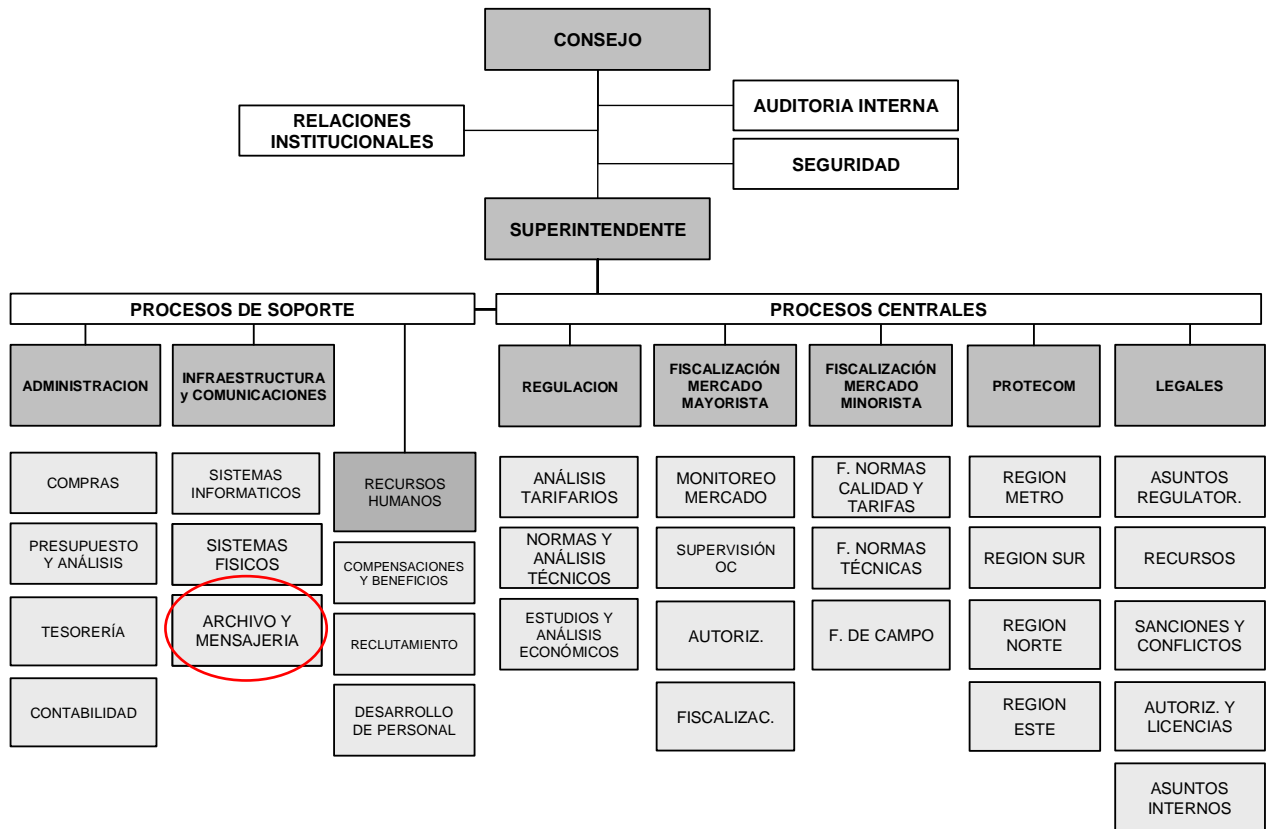 CONSEJO
AUDITORIA INTERNA
RELACIONES
INSTITUCIONALES
SEGURIDAD
SUPERINTENDENTE
PROCESOS DE SOPORTE
PROCESOS CENTRALES
ADMINISTRACION
INFRAESTRUCTURA
y COMUNICACIONES
REGULACION
FISCALIZACIÓN
MERCADO
MAYORISTA
FISCALIZACIÓN
MERCADO
MINORISTA
PROTECOM
LEGALES
COMPRAS
SISTEMAS
INFORMATICOS
RECURSOS
HUMANOS
ANÁLISIS
TARIFARIOS
MONITOREO
MERCADO
F. NORMAS
CALIDAD Y
TARIFAS
REGION
METRO
ASUNTOS
REGULATOR.
PRESUPUESTO
Y ANÁLISIS
SISTEMAS
FISICOS
COMPENSACIONES
Y BENEFICIOS
NORMAS Y
ANÁLISIS
TÉCNICOS
SUPERVISIÓN
OC
F. NORMAS
TÉCNICAS
REGION SUR
RECURSOS
TESORERÍA
ARCHIVO Y
MENSAJERIA
RECLUTAMIENTO
ESTUDIOS Y
ANÁLISIS
ECONÓMICOS
AUTORIZ.
F. DE CAMPO
REGION
NORTE
SANCIONES Y
CONFLICTOS
CONTABILIDAD
DESARROLLO
DE PERSONAL
FISCALIZAC.
REGION
ESTE
AUTORIZ. Y
LICENCIAS
ASUNTOS
INTERNOS